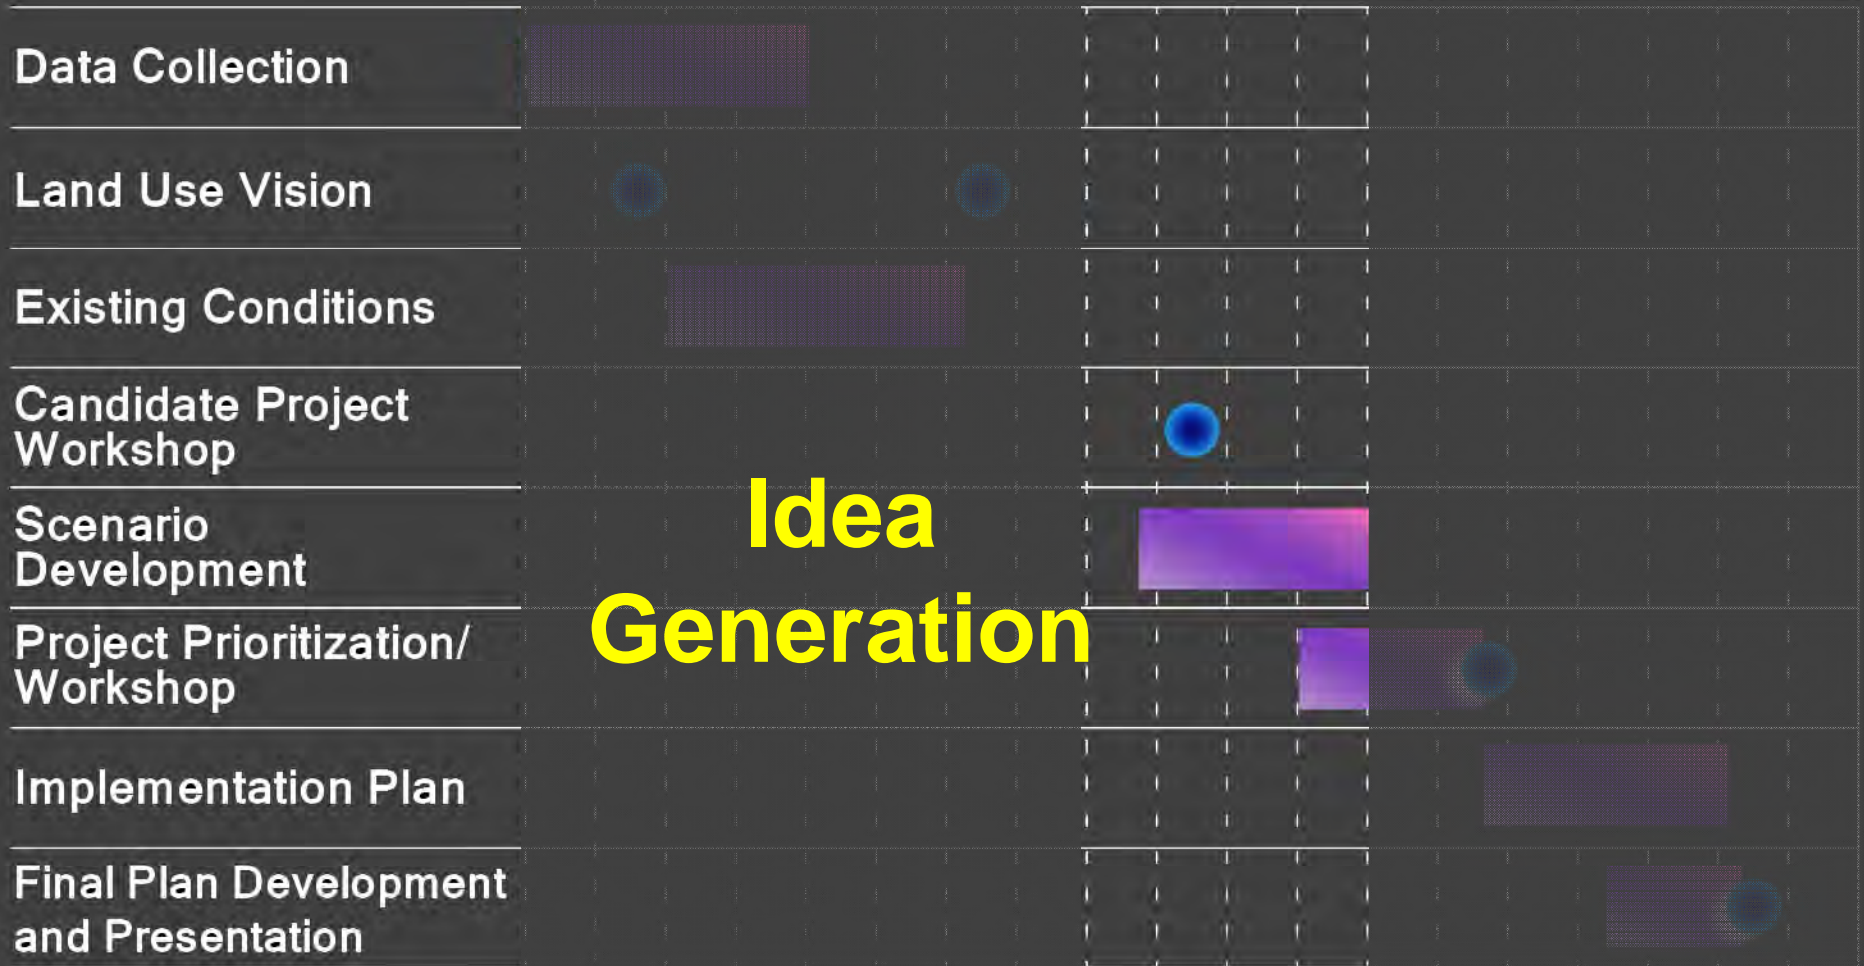 Data Collection
Land Use Vision
Existing Conditions
Candidate Project
Workshop
Scenario
Development
Idea
Generation
Project Prioritization/
Workshop
Implementation Plan
Final Plan Development
and Presentation